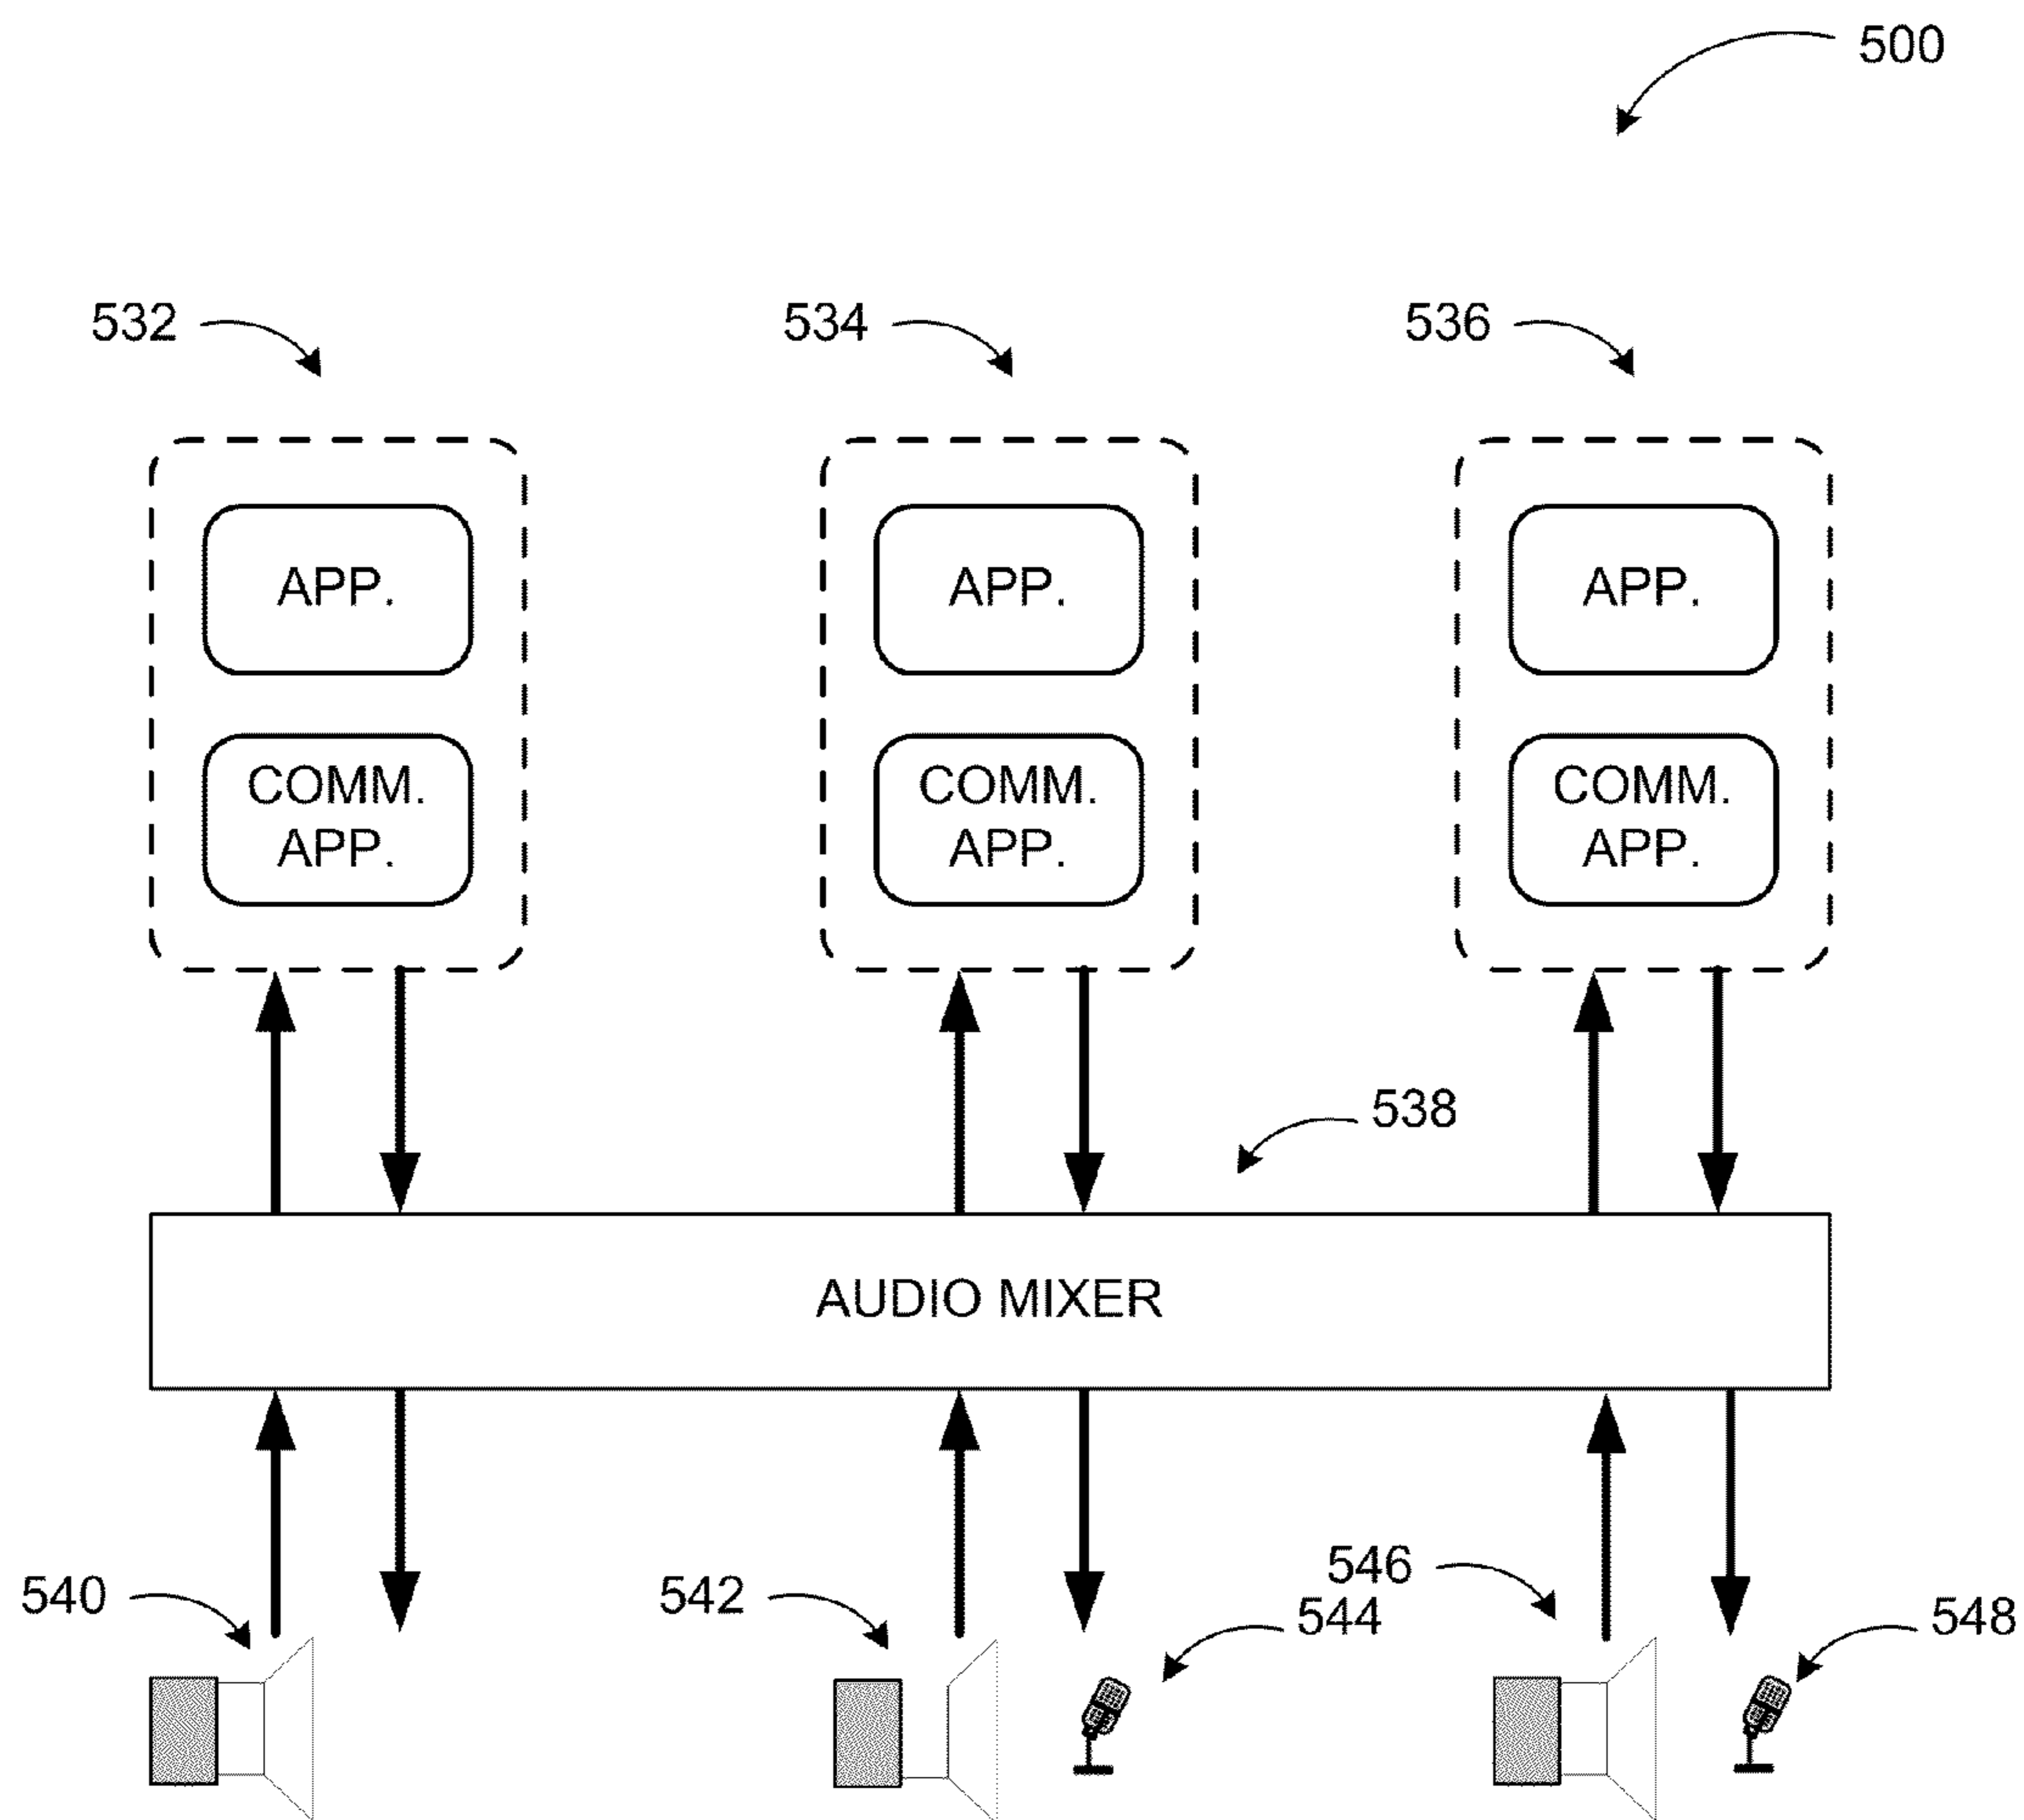 500
532
534
536
APP.
APP.
APP.
COMM.
APP.
COMM.
APP.
COMM.
APP.
538
AUDIO MIXER
540
542
544
546
548